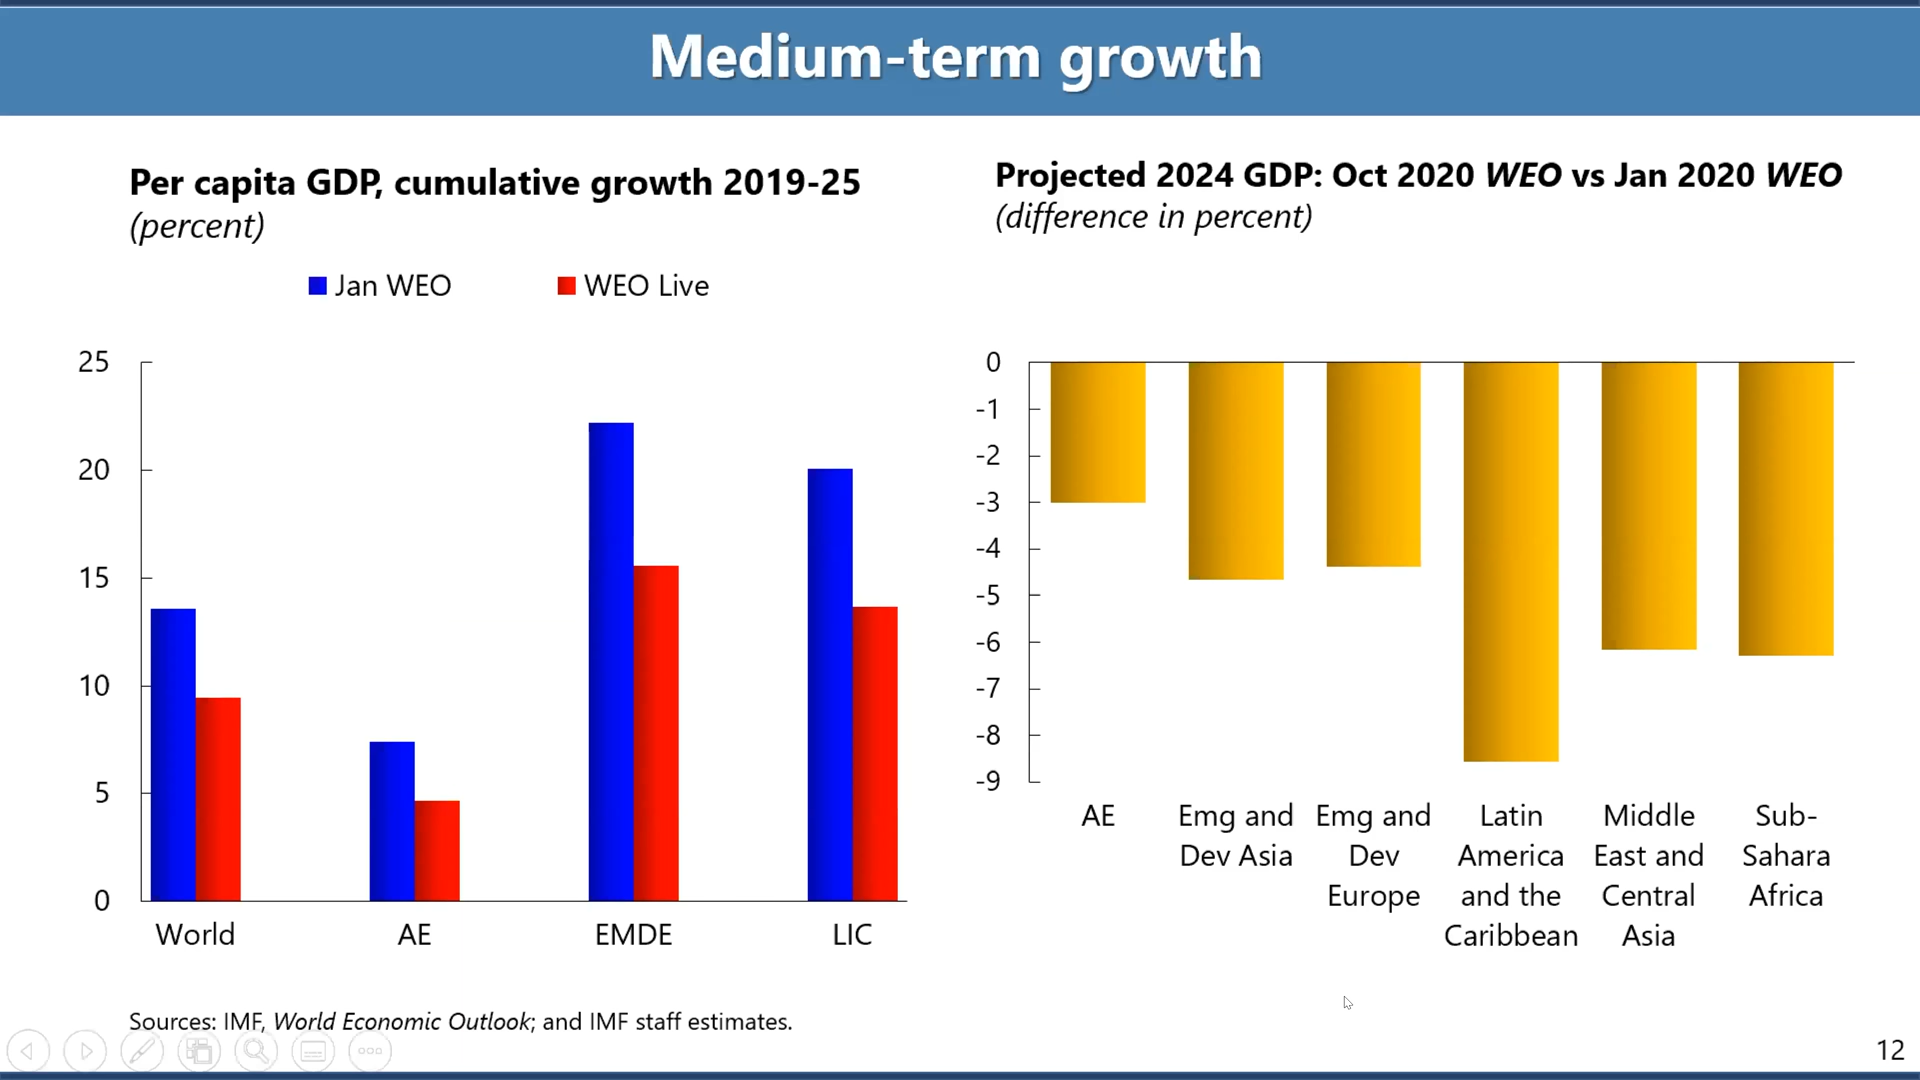 Medium-term growth
Per capita GDP, cumulative growth 2019-25
(percent)
Jan WEO
WEO Live
25
20
15
10
5
0
World
AE
EMDE
LIC
Projected 2024 GDP: Oct 2020 WEO vs Jan 2020 WEO
(difference in percent)
0
-1
-2
-3
-4
-5
-6
-7
-8
-9
AE
Emg and
Dev Asia
Emg and
Dev
Europe
Latin
America
and the
Caribbean
Middle
East and
Central
Asia
Sub-
Sahara
Africa
Sources: IMF, World Economic Outlook; and IMF staff estimates.
12